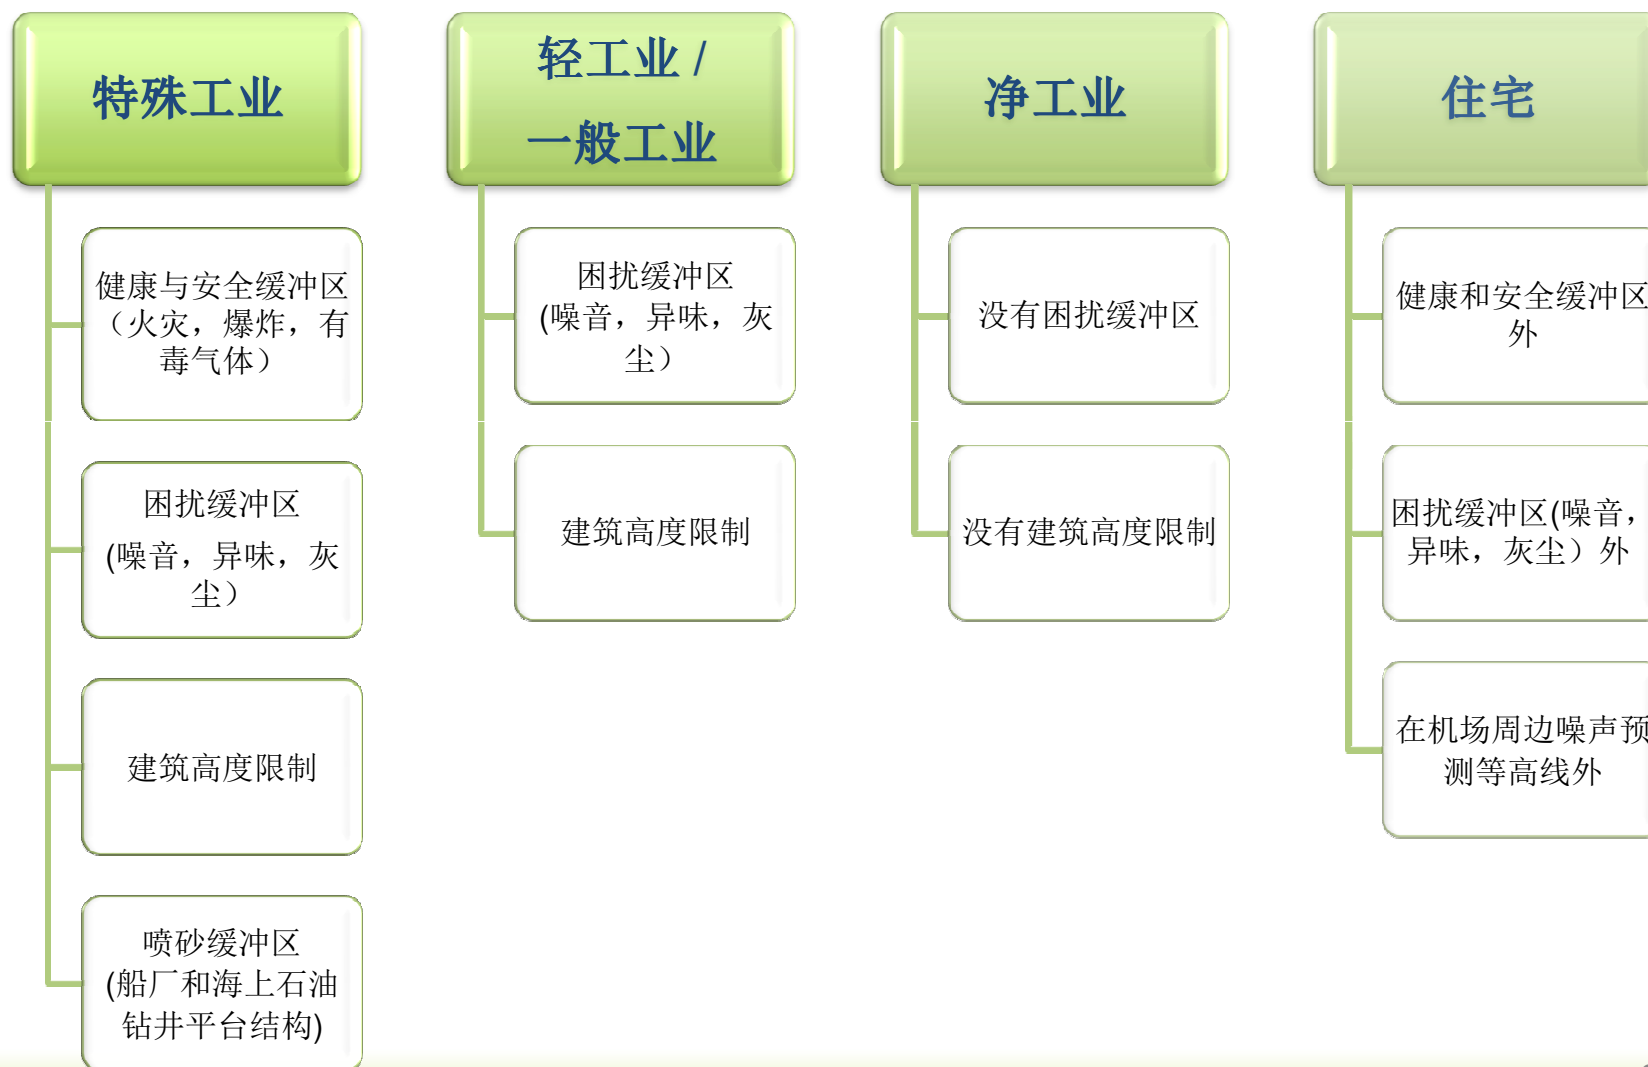 特殊工业
健康与安全缓冲区
（火灾，爆炸，有
毒气体）
困扰缓冲区
(噪音，异味，灰
尘）
建筑高度限制
喷砂缓冲区
(船厂和海上石油
钻井平台结构)
轻工业 /
一般工业
困扰缓冲区
(噪音，异味，灰
尘）
建筑高度限制
净工业
没有困扰缓冲区
没有建筑高度限制
住宅
健康和安全缓冲区
外
困扰缓冲区(噪音，
异味，灰尘）外
在机场周边噪声预
测等高线外